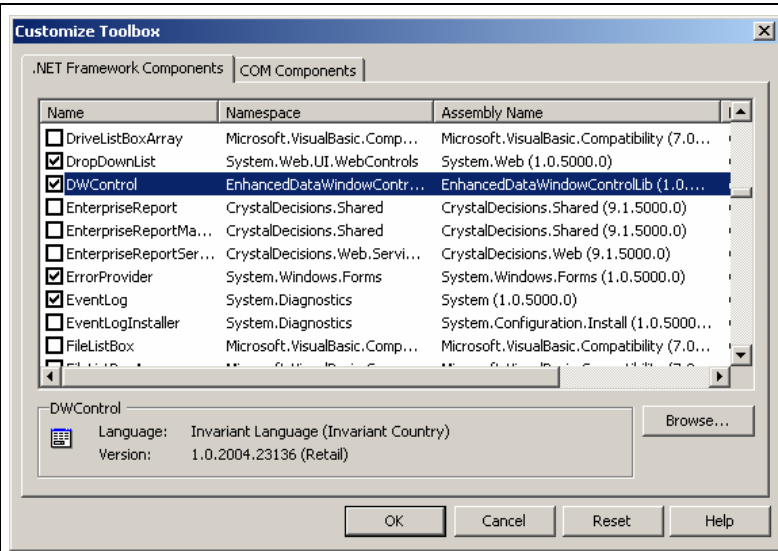 Customize Toolbox
.NET Framework Components COM Components
Name Namespace Assembly Name
DriveListBoxArray Microsoft.VisualBasic.Comp... Microsoft.VisualBasic.Compatibility (7.0...
DropDownList System.Web.UI.WebControls System.Web (1.0.5000.0)
DWControl EnhancedDataWindowContr... EnhancedDataWindowControlLib (1.0....
EnterpriseReport CrystalDecisions.Shared CrystalDecisions.Shared (9.1.5000.0)
EnterpriseReportMa... CrystalDecisions.Shared CrystalDecisions.Shared (9.1.5000.0)
EnterpriseReportSer... CrystalDecisions.Web.Servi... CrystalDecisions.Web (9.1.5000.0)
ErrorProvider System.Windows.Forms System.Windows.Forms (1.0.5000.0)
EventLog System.Diagnostics System (1.0.5000.0)
EventLogInstaller System.Diagnostics System.Configuration.Install (1.0.5000...
FileListBox Microsoft.VisualBasic.Comp... Microsoft.VisualBasic.Compatibility (7.0...
DWControl
Language: Invariant Language (Invariant Country)
Version: 1.0.2004.23136 (Retail)
Browse...
OK Cancel Reset Help